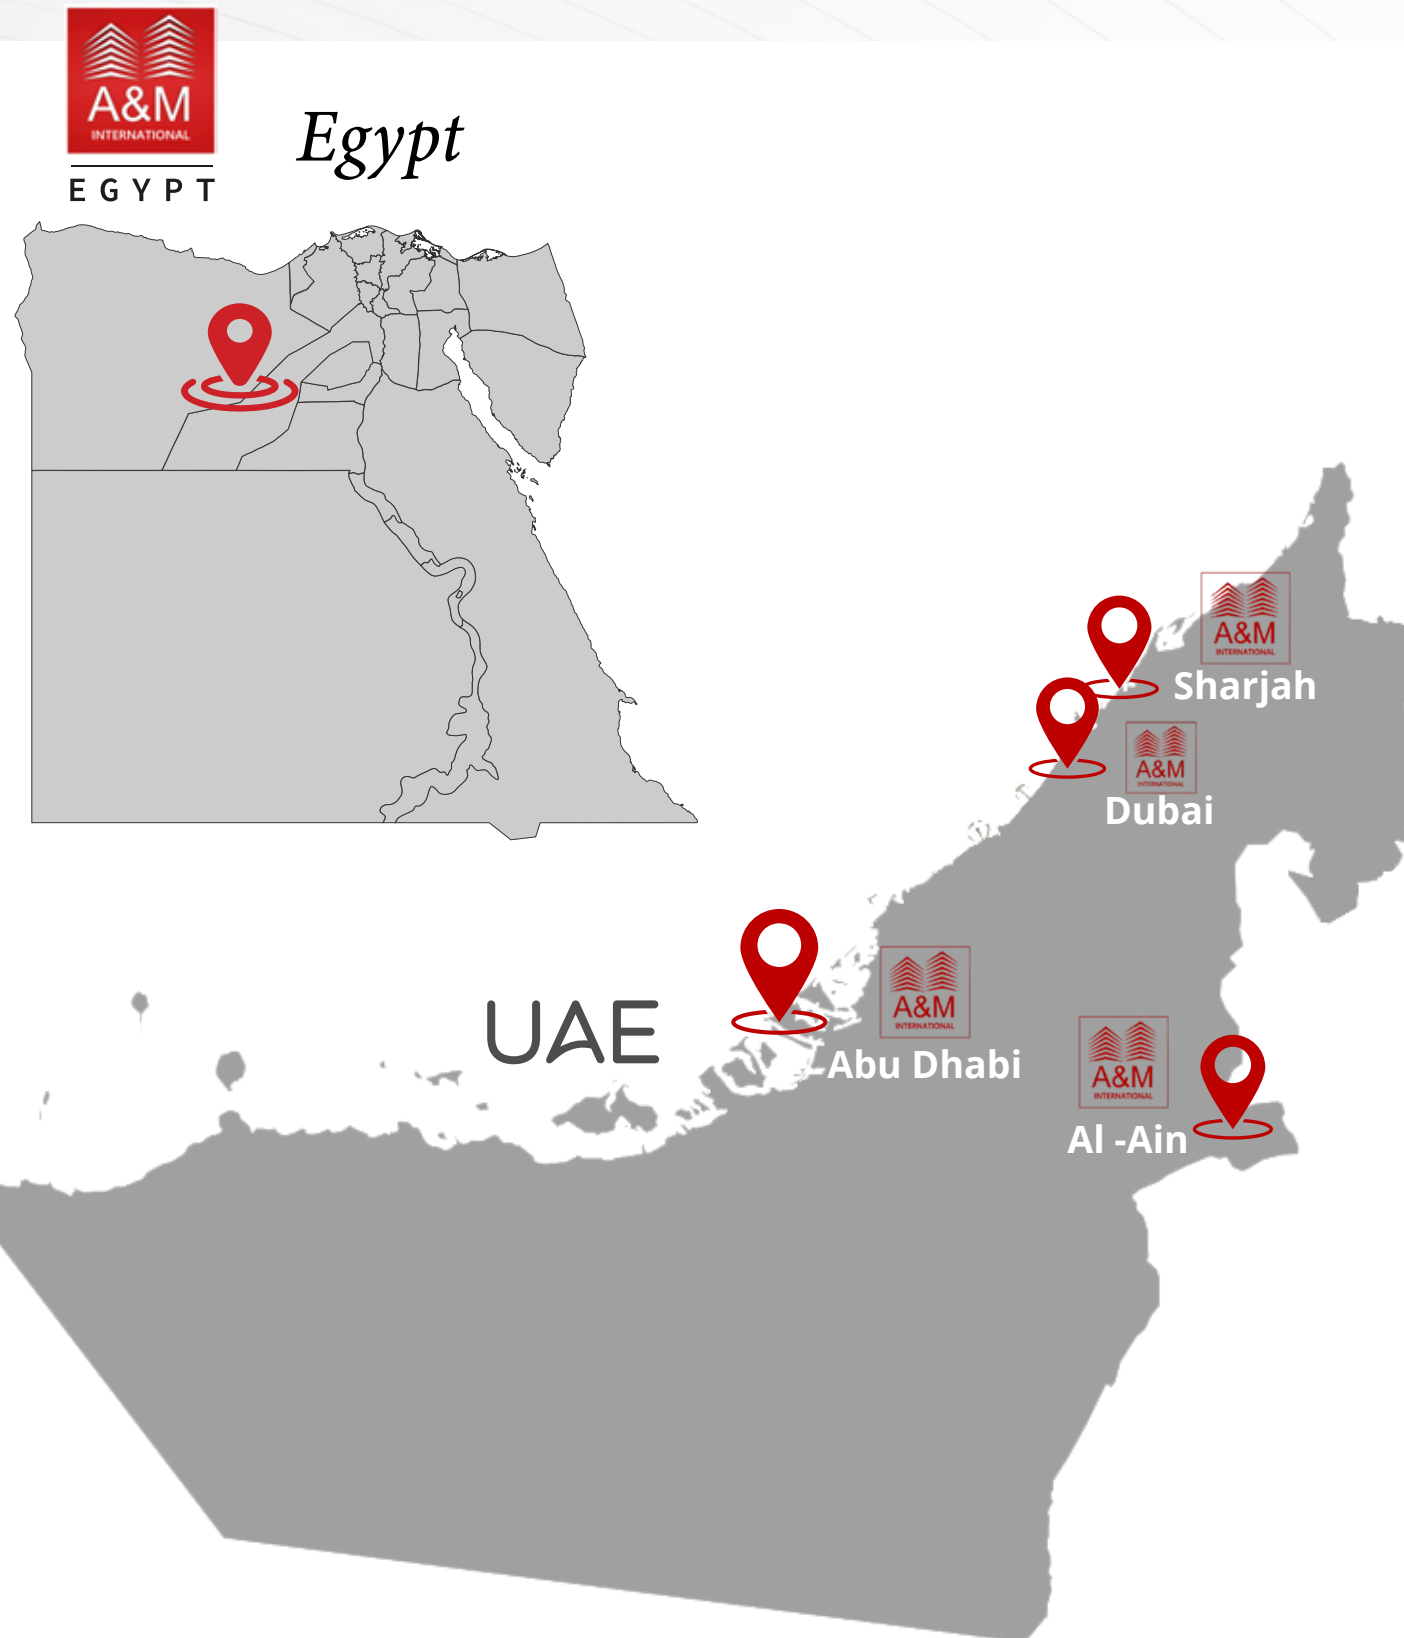 A&M
INTERNATIONAL
EGYPT
Egypt
A&M
INTERNATIONAL
Sharjah
A&M
INTERNATIONAL
Dubai
UAE
A&M
INTERNATIONAL
Abu Dhabi
A&M
INTERNATIONAL
Al -Ain